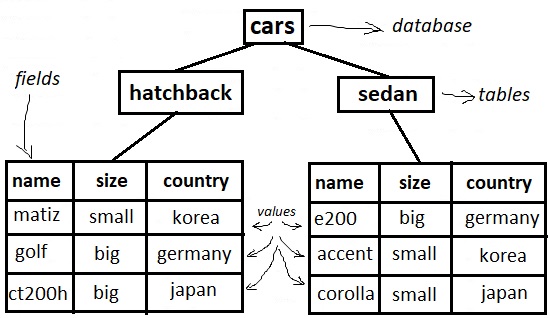 cars
database
fields
hatchback
sedan
tables
name size country
matiz small korea
golf big germany
ct200h big japan
values
name size country
e200 big germany
accent small korea
corolla small japan